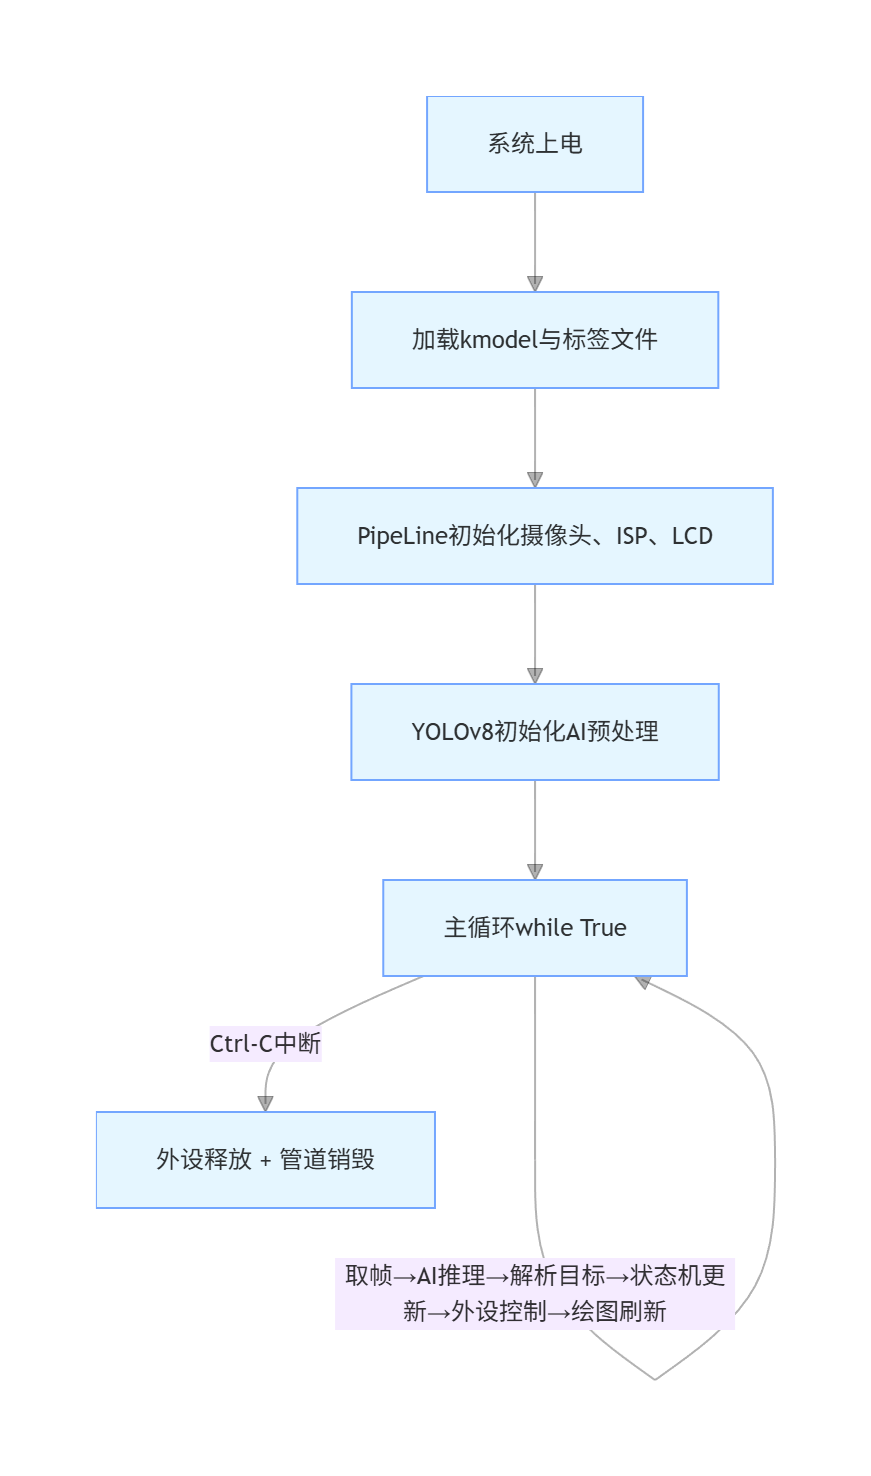 系统上电
加载kmodel与标签文件
PipeLine初始化摄像头、ISP、LCD
YOLOv8初始化AI预处理
主循环while True
Ctrl-C中断
外设释放 + 管道销毁
取帧→AI推理→解析目标→状态机更
新→外设控制→绘图刷新